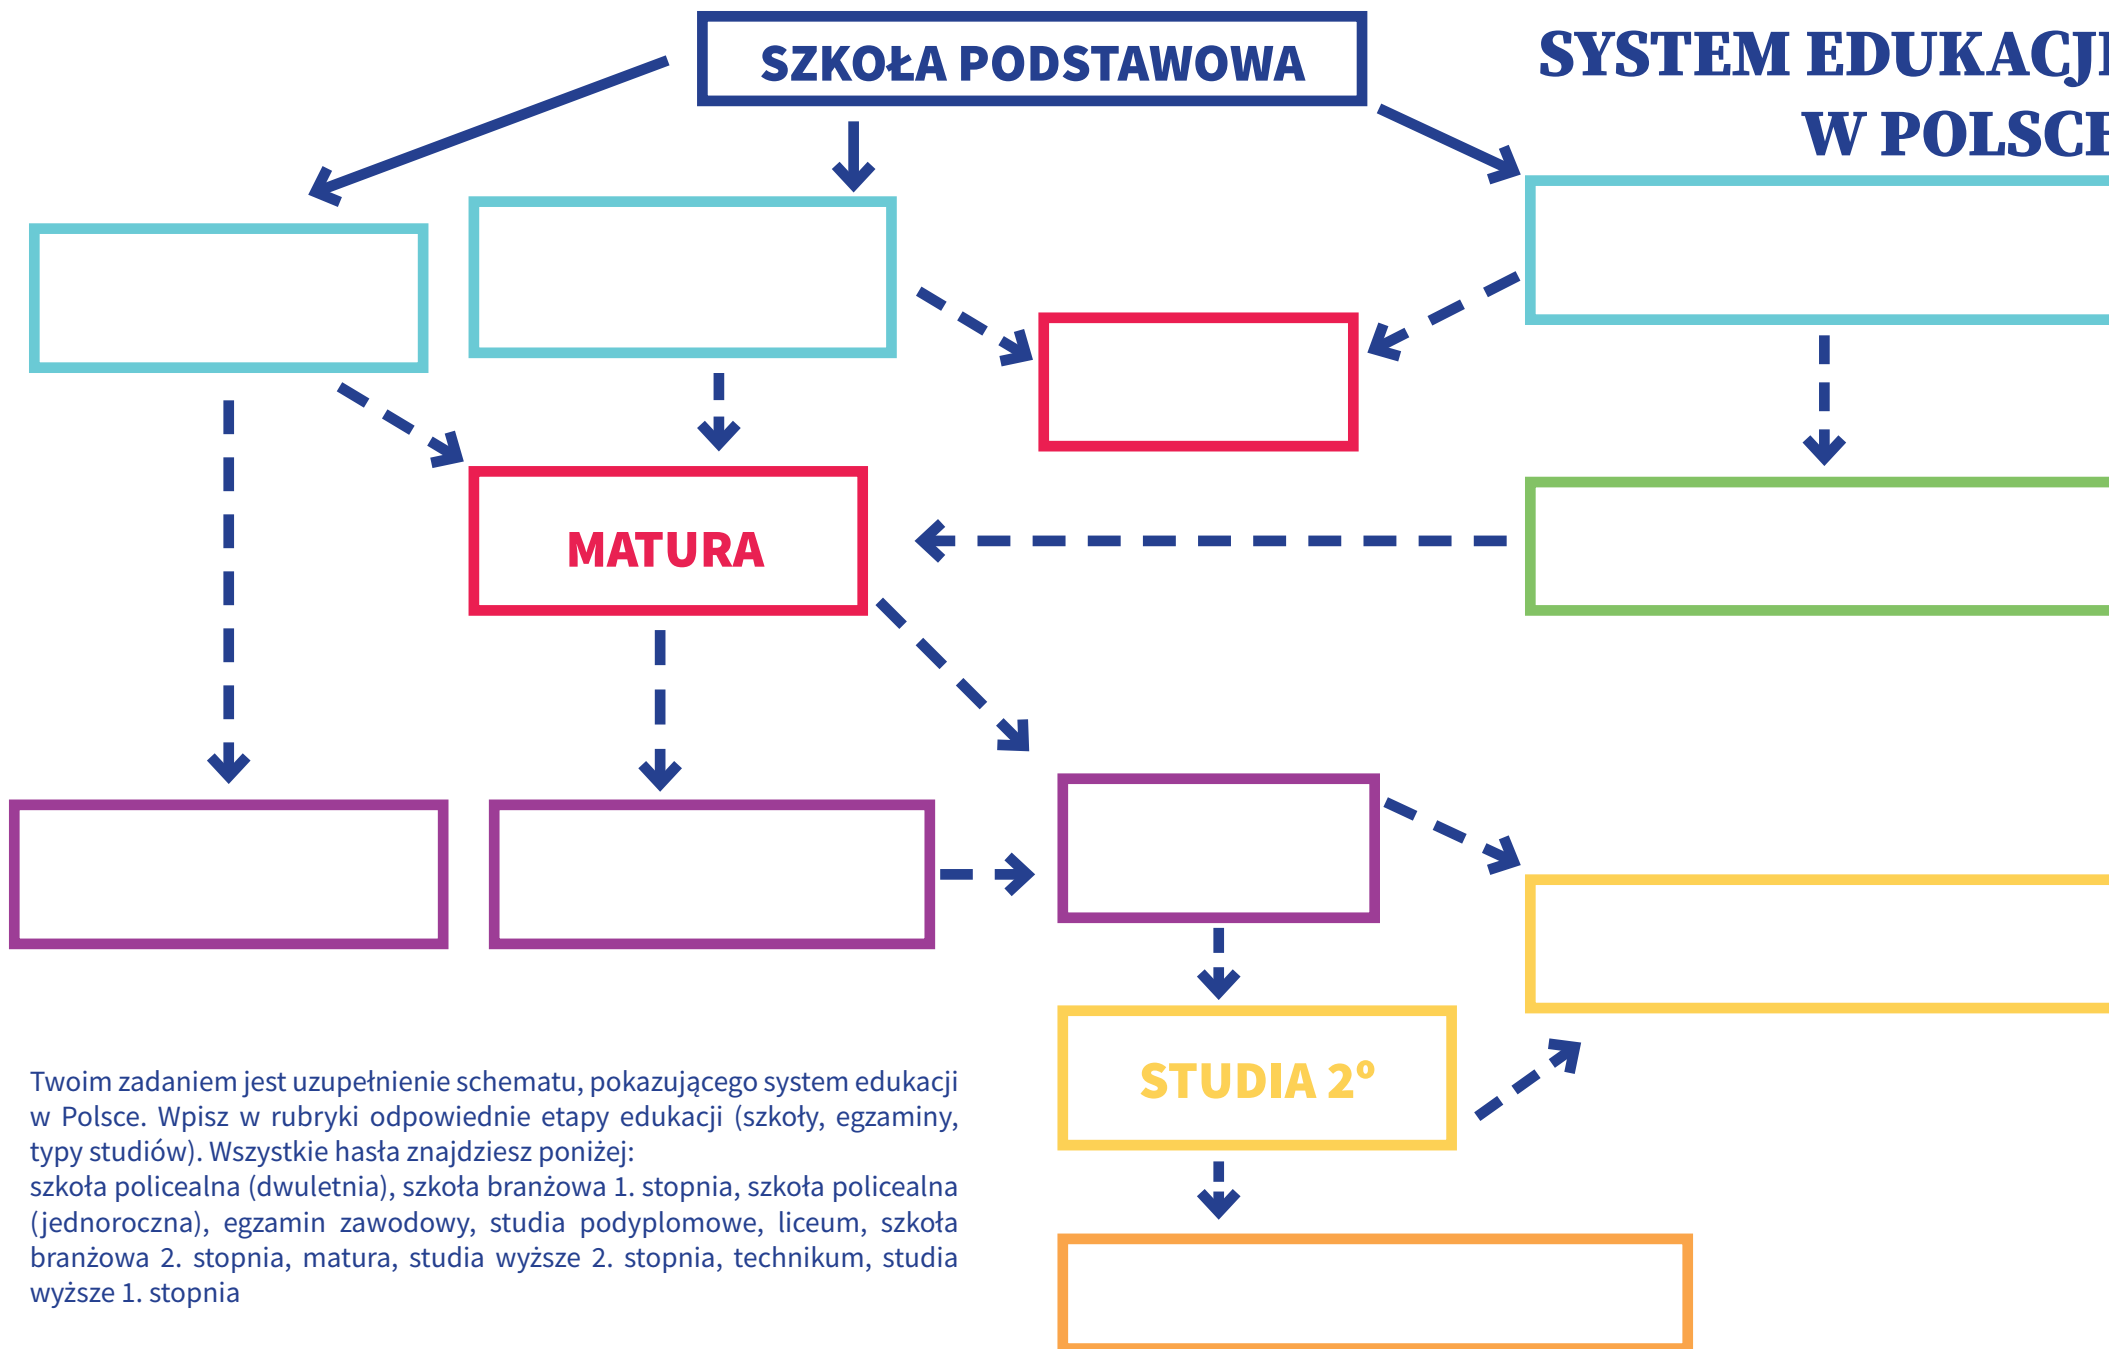 SZKOŁA PODSTAWOWA
SYSTEM EDUKACJI
W POLSCE
MATURA
STUDIA 2º
Twoim zadaniem jest uzupełnienie schematu, pokazującego system edukacji
w Polsce. Wpisz w rubryki odpowiednie etapy edukacji (szkoły, egzaminy,
typy studiów). Wszystkie hasła znajdziesz poniżej:
szkoła policealna (dwuletnia), szkoła branżowa 1. stopnia, szkoła policealna
(jednoroczna), egzamin zawodowy, studia podyplomowe, liceum, szkoła
branżowa 2. stopnia, matura, studia wyższe 2. stopnia, technikum, studia
wyższe 1. stopnia